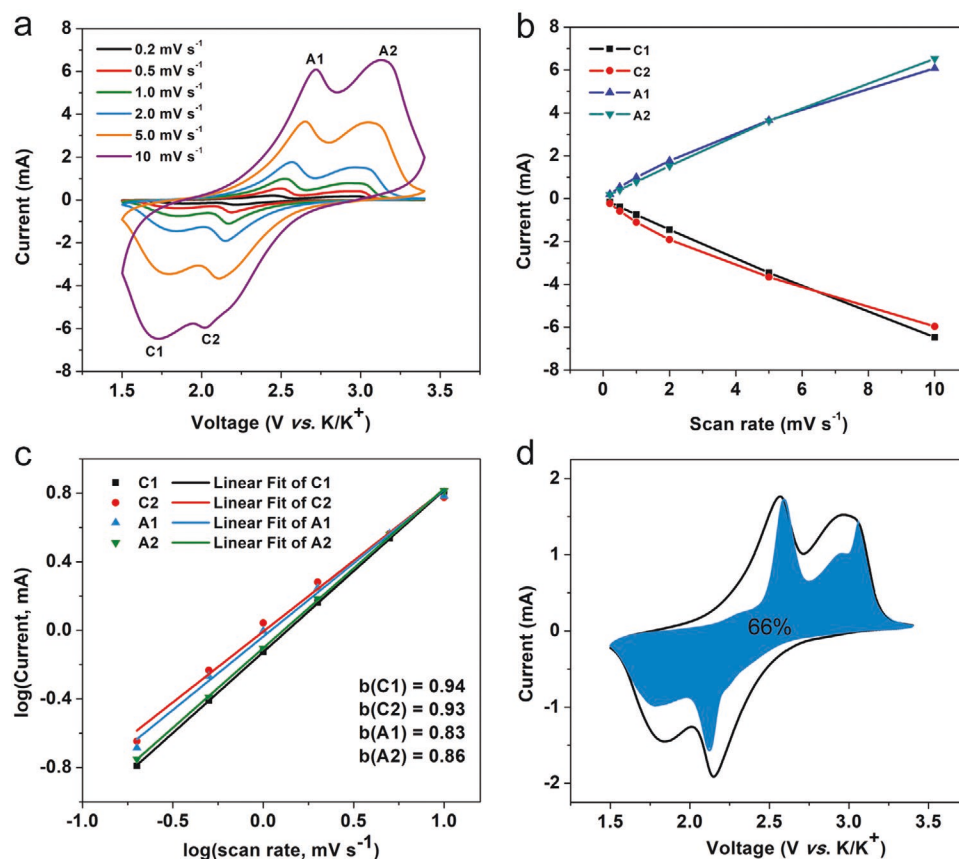 a
0.2 mV s⁻¹
0.5 mV s⁻¹
1.0 mV s⁻¹
2.0 mV s⁻¹
5.0 mV s⁻¹
10 mV s⁻¹
A1
A2
C1
C2
8
6
4
2
0
-2
-4
-6
-8
Current (mA)
1.5 2.0 2.5 3.0 3.5
Voltage (V vs. K/K⁺)
b
C1
C2
A1
A2
8
6
4
2
0
-2
-4
-6
-8
Current (mA)
0 2 4 6 8 10
Scan rate (mV s⁻¹)
c
C1 Linear Fit of C1
C2 Linear Fit of C2
A1 Linear Fit of A1
A2 Linear Fit of A2
b(C1) = 0.94
b(C2) = 0.93
b(A1) = 0.83
b(A2) = 0.86
0.8
0.4
0.0
-0.4
-0.8
log(Current, mA)
-1.0 -0.5 0.0 0.5 1.0
log(scan rate, mV s⁻¹)
d
66%
2
1
0
-1
-2
Current (mA)
1.5 2.0 2.5 3.0 3.5
Voltage (V vs. K/K⁺)